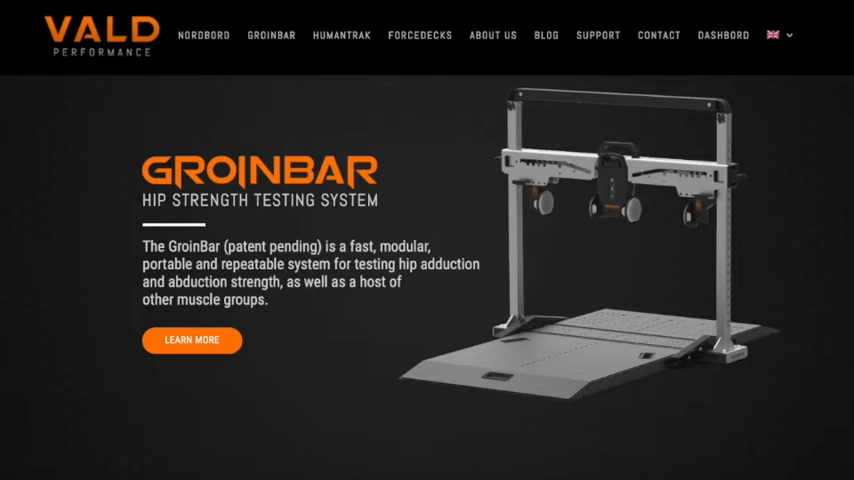 VALD
PERFORMANCE
NORDBORD GROINBAR HUMANTRAK FORCEDECKS ABOUT US BLOG SUPPORT CONTACT DASHBORD
GROINBAR
HIP STRENGTH TESTING SYSTEM
The GroinBar (patent pending) is a fast, modular,
portable and repeatable system for testing hip adduction
and abduction strength, as well as a host of
other muscle groups.
LEARN MORE